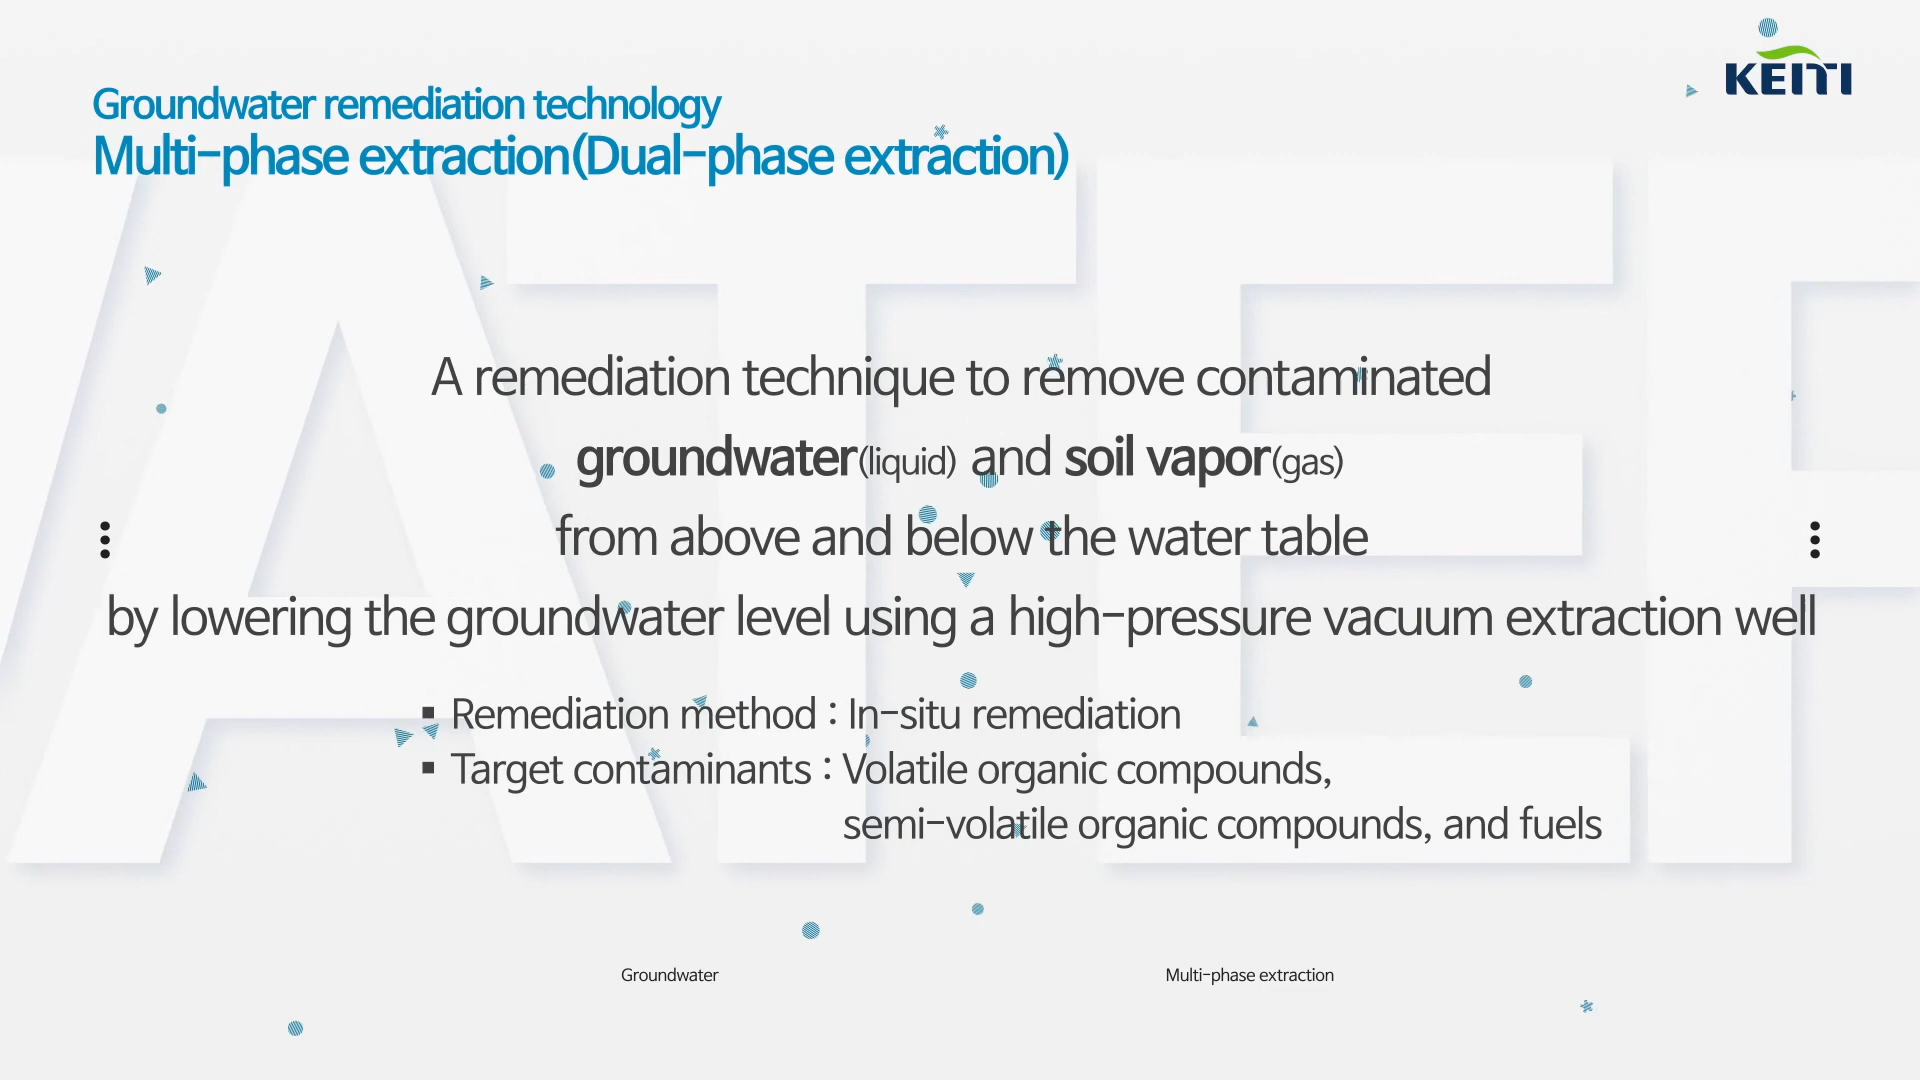 KEITI
Groundwater remediation technology
Multi-phase extraction(Dual-phase extraction)
A remediation technique to remove contaminated
groundwater(liquid) and soil vapor(gas)
from above and below the water table
by lowering the groundwater level using a high-pressure vacuum extraction well
▪ Remediation method : In-situ remediation
▪ Target contaminants : Volatile organic compounds,
semi-volatile organic compounds, and fuels
Groundwater
Multi-phase extraction